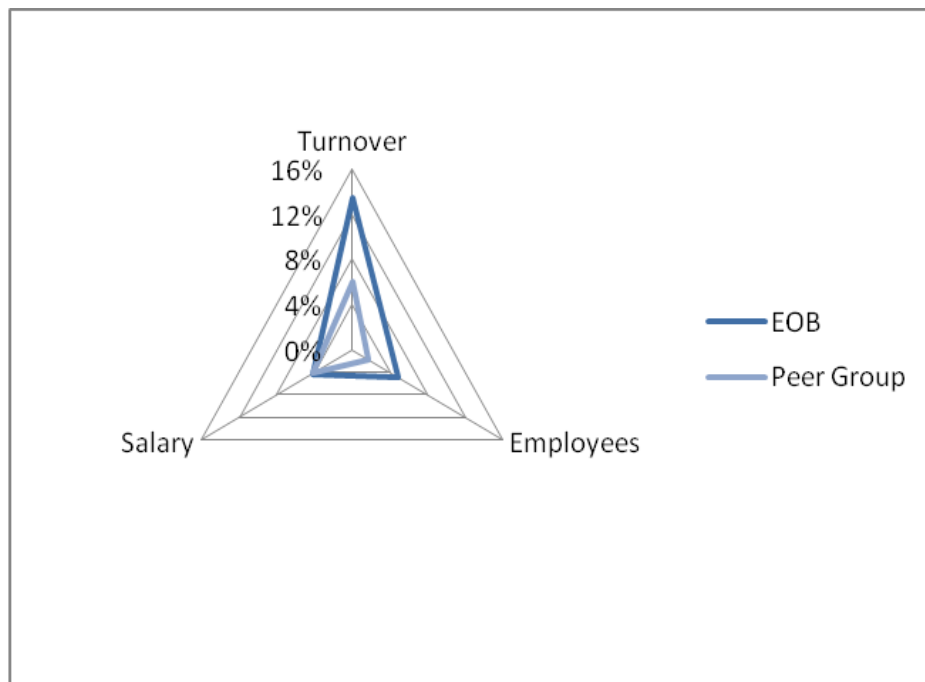 Turnover
16%
12%
8%
4%
0%
Salary
Employees
EOB
Peer Group